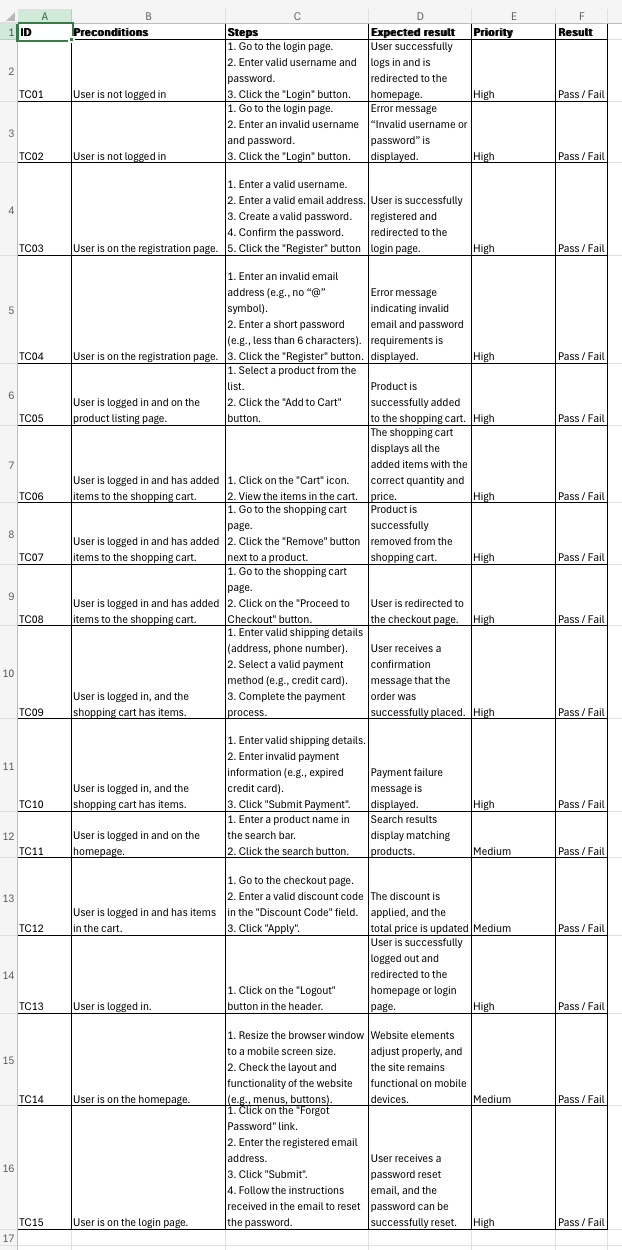 A B C D E F
1 ID Preconditions Steps Expected result Priority Result
2 TC01 User is not logged in
1. Go to the login page.
2. Enter valid username and
password.
3. Click the "Login" button.
User successfully
logs in and is
redirected to the
homepage.
High Pass / Fail
3 TC02 User is not logged in
1. Go to the login page.
2. Enter an invalid username
and password.
3. Click the "Login" button.
Error message
“Invalid username or
password” is
displayed.
High Pass / Fail
4 TC03 User is on the registration page.
1. Enter a valid username.
2. Enter a valid email address.
3. Create a valid password.
4. Confirm the password.
5. Click the "Register" button
User is successfully
registered and
redirected to the
login page.
High Pass / Fail
5 TC04 User is on the registration page.
1. Enter an invalid email
address (e.g., no “@”
symbol).
2. Enter a short password
(e.g., less than 6 characters).
3. Click the "Register" button.
Error message
indicating invalid
email and password
requirements is
displayed.
High Pass / Fail
6 TC05
User is logged in and on the
product listing page.
1. Select a product from the
list.
2. Click the "Add to Cart"
button.
Product is
successfully added
to the shopping cart.
High Pass / Fail
7 TC06
User is logged in and has added
items to the shopping cart.
1. Click on the "Cart" icon.
2. View the items in the cart.
The shopping cart
displays all the
added items with the
correct quantity and
price.
High Pass / Fail
8 TC07
User is logged in and has added
items to the shopping cart.
1. Go to the shopping cart
page.
2. Click the "Remove" button
next to a product.
Product is
successfully
removed from the
shopping cart.
High Pass / Fail
9 TC08
User is logged in and has added
items to the shopping cart.
1. Go to the shopping cart
page.
2. Click on the "Proceed to
Checkout" button.
User is redirected to
the checkout page.
High Pass / Fail
10 TC09
User is logged in, and the
shopping cart has items.
1. Enter valid shipping details
(address, phone number).
2. Select a valid payment
method (e.g., credit card).
3. Complete the payment
process.
User receives a
confirmation
message that the
order was
successfully placed.
High Pass / Fail
11 TC10
User is logged in, and the
shopping cart has items.
1. Enter valid shipping details.
2. Enter invalid payment
information (e.g., expired
credit card).
3. Click "Submit Payment".
Payment failure
message is
displayed.
High Pass / Fail
12 TC11
User is logged in and on the
homepage.
1. Enter a product name in
the search bar.
2. Click the search button.
Search results
display matching
products.
Medium Pass / Fail
13 TC12
User is logged in and has items
in the cart.
1. Go to the checkout page.
2. Enter a valid discount code
in the "Discount Code" field.
3. Click "Apply".
The discount is
applied, and the
total price is updated
Medium Pass / Fail
14 TC13 User is logged in.
1. Click on the "Logout"
button in the header.
User is successfully
logged out and
redirected to the
homepage or login
page.
High Pass / Fail
15 TC14 User is on the homepage.
1. Resize the browser window
to a mobile screen size.
2. Check the layout and
functionality of the website
(e.g., menus, buttons).
Website elements
adjust properly, and
the site remains
functional on mobile
devices.
Medium Pass / Fail
16 TC15 User is on the login page.
1. Click on the "Forgot
Password" link.
2. Enter the registered email
address.
3. Click "Submit".
4. Follow the instructions
received in the email to reset
the password.
User receives a
password reset
email, and the
password can be
successfully reset.
High Pass / Fail
17